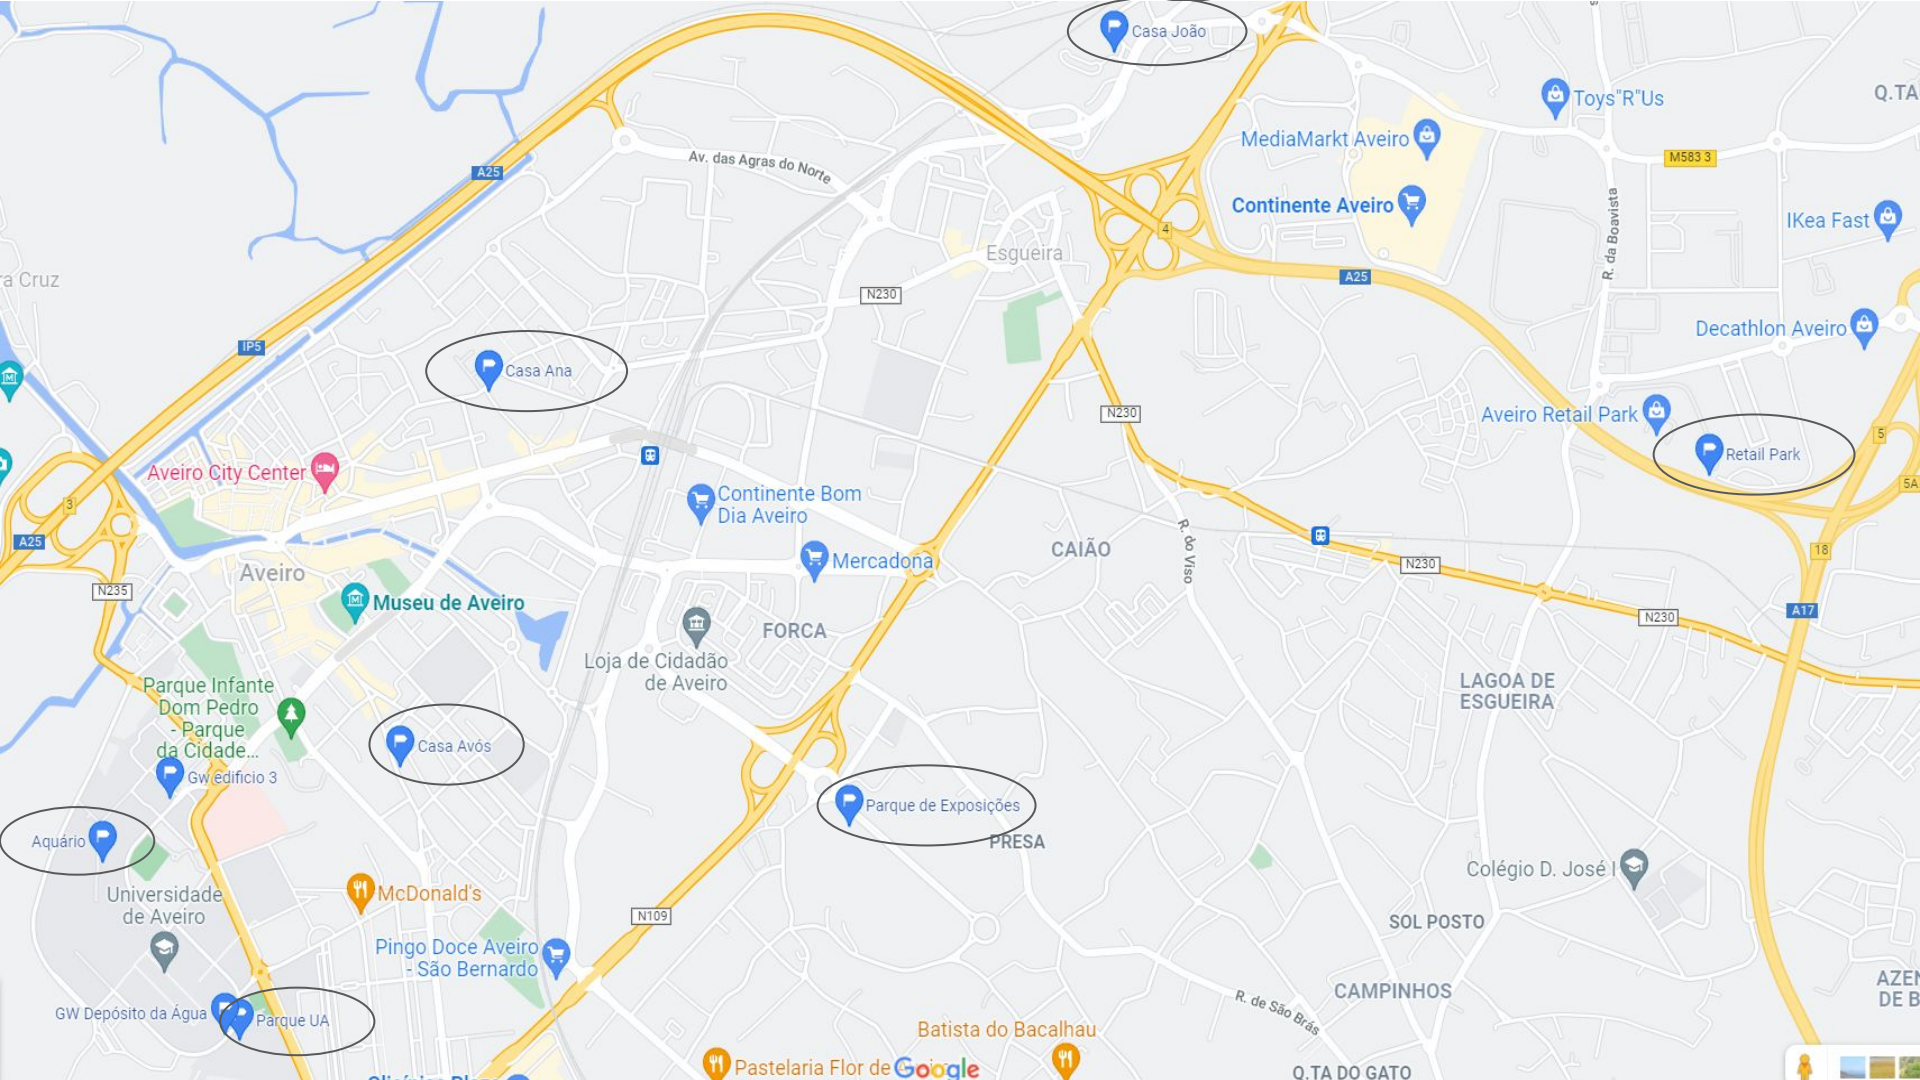 Casa João
Toys"R"Us
Q.TA
MediaMarkt Aveiro
M583 3
Av. das Agras do Norte
A25
Continente Aveiro
R. da Boavista
IKea Fast
4
Esgueira
A25
ra Cruz
N230
Decathlon Aveiro
IP5
Casa Ana
N230
Aveiro Retail Park
5
Retail Park
Aveiro City Center
5A
3
Continente Bom
Dia Aveiro
A25
R. do Viso
CAIÃO
18
Mercadona
N230
Aveiro
N235
Museu de Aveiro
A17
N230
FORCA
Loja de Cidadão
de Aveiro
LAGOA DE
ESGUEIRA
Parque Infante
Dom Pedro
- Parque
da Cidade...
Casa Avós
Gw edificio 3
Parque de Exposições
Aquário
PRESA
Colégio D. José I
Universidade
de Aveiro
McDonald's
N109
SOL POSTO
Pingo Doce Aveiro
- São Bernardo
AZEN
DE B
CAMPINHOS
R. de São Brás
GW Depósito da Água
Parque UA
Batista do Bacalhau
Pastelaria Flor de
Google
Q.TA DO GATO